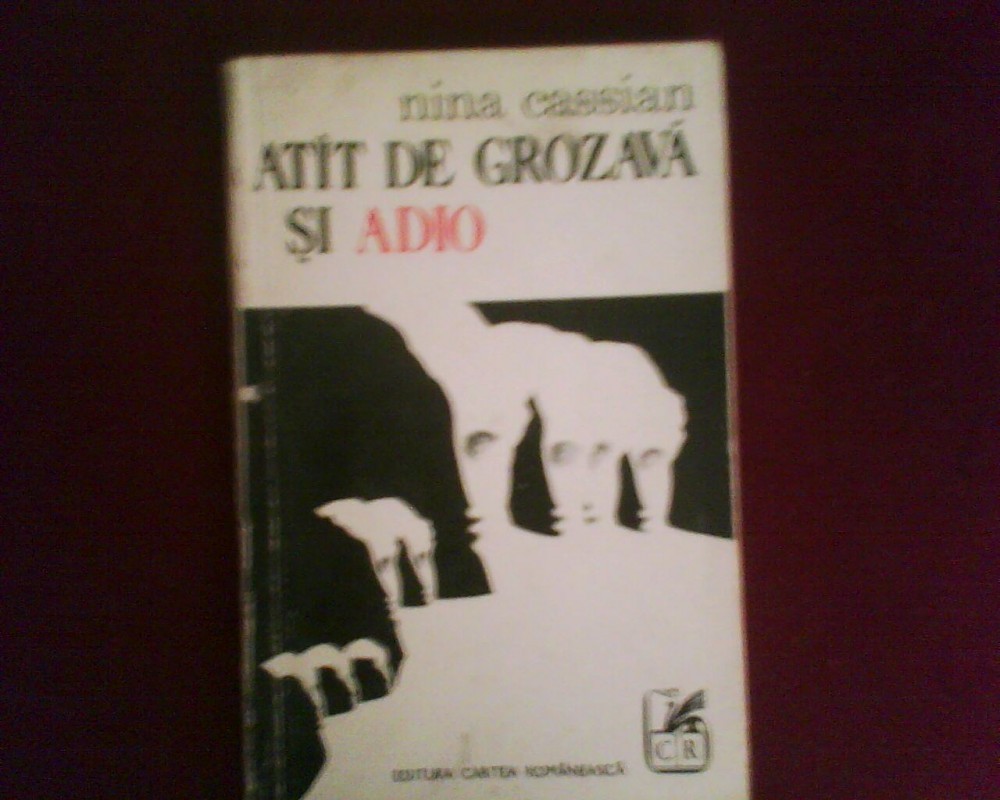 nina cassian
ATÎT DE GROZAVĂ
ȘI ADIO
CR
EDITURA CARTEA ROMÂNEASCĂ